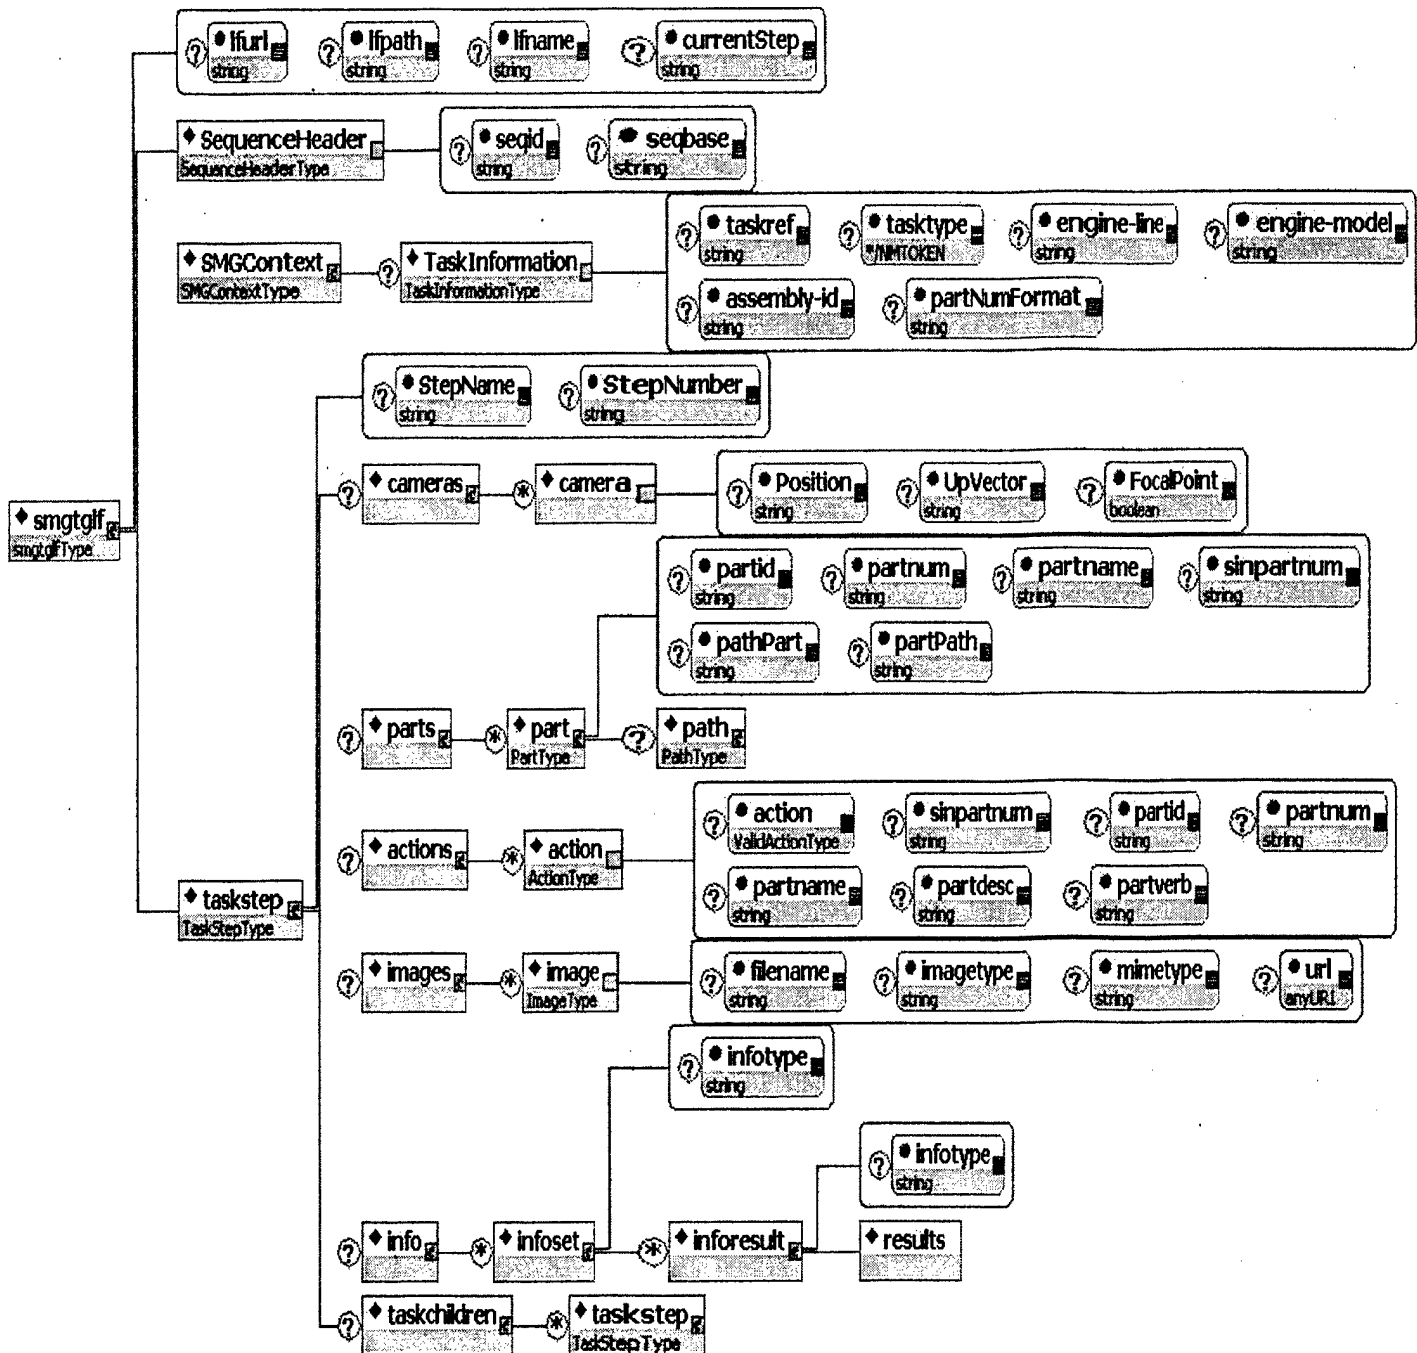 lfurl lfpath lfname currentStep
string string string string
SequenceHeader seqid seqbase
SequenceHeaderType string string
taskref tasktype engine-line engine-model
string */NMTOKEN string string
SMGContext TaskInformation
SMGContextType TaskInformationType
assembly-id partNumFormat
string string
StepName StepNumber
string string
cameras camera Position UpVector FocalPoint
string string boolean
smgtglf
smgtglfType
partid partnum partname sinpartnum
string string string string
pathPart partPath
string string
parts part path
PartType PathType
action sinpartnum partid partnum
ValidActionType string string string
actions action
ActionType
partname partdesc partverb
string string string
taskstep
TaskStepType
images image filename imagetype mimetype url
ImageType string string string anyURI
infotype
string
infotype
string
info infoset inforesult results
taskchildren taskstep
TaskStepType